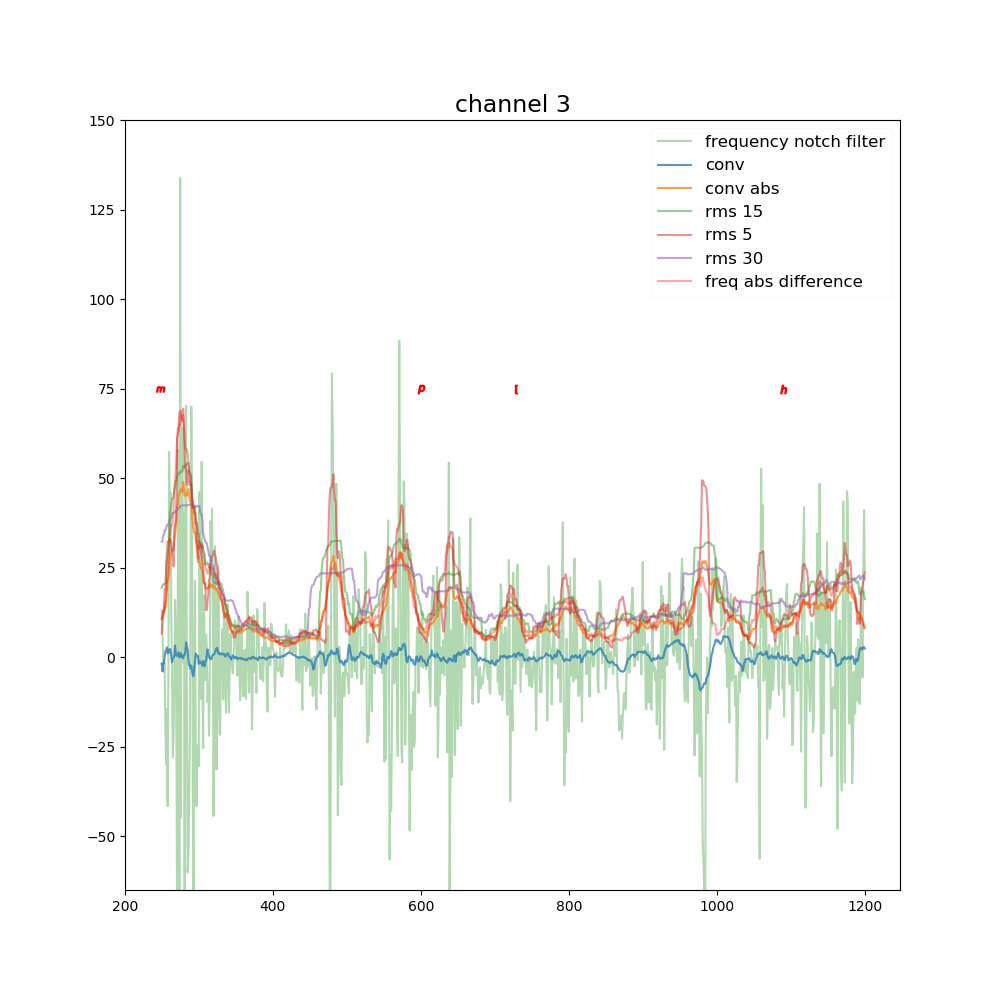 channel 3
150
125
100
75
50
25
0
−25
−50
200 400 600 800 1000 1200
frequency notch filter
conv
conv abs
rms 15
rms 5
rms 30
freq abs difference
m p h